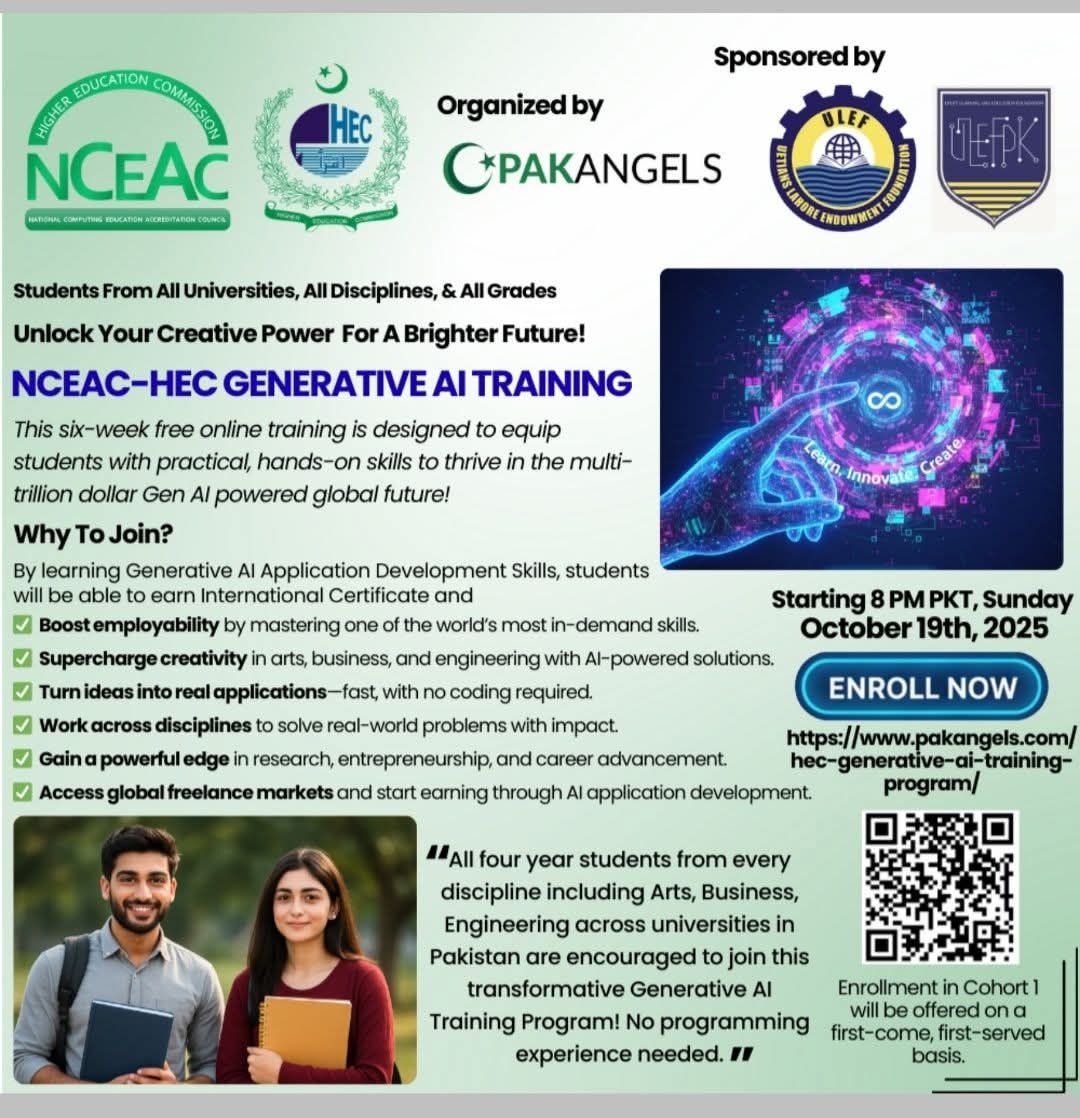 HIGHER EDUCATION COMMISSION
NCEAC
NATIONAL COMPUTING EDUCATION ACCREDITATION COUNCIL
HEC
HIGHER EDUCATION COMMISSION
Organized by
PAKANGELS
Sponsored by
ULEF
UETIANS LAHORE ENDOWMENT FOUNDATION
ULEFPK
Students From All Universities, All Disciplines, & All Grades
Unlock Your Creative Power For A Brighter Future!
NCEAC-HEC GENERATIVE AI TRAINING
This six-week free online training is designed to equip
students with practical, hands-on skills to thrive in the multi-
trillion dollar Gen AI powered global future!
Learn, Innovate, Create.
Why To Join?
By learning Generative AI Application Development Skills, students
will be able to earn International Certificate and
✅ Boost employability by mastering one of the world's most in-demand skills.
✅ Supercharge creativity in arts, business, and engineering with AI-powered solutions.
✅ Turn ideas into real applications—fast, with no coding required.
✅ Work across disciplines to solve real-world problems with impact.
✅ Gain a powerful edge in research, entrepreneurship, and career advancement.
✅ Access global freelance markets and start earning through AI application development.
Starting 8 PM PKT, Sunday
October 19th, 2025
ENROLL NOW
https://www.pakangels.com/
hec-generative-ai-training-
program/
"All four year students from every
discipline including Arts, Business,
Engineering across universities in
Pakistan are encouraged to join this
transformative Generative AI
Training Program! No programming
experience needed. "
Enrollment in Cohort 1
will be offered on a
first-come, first-served
basis.